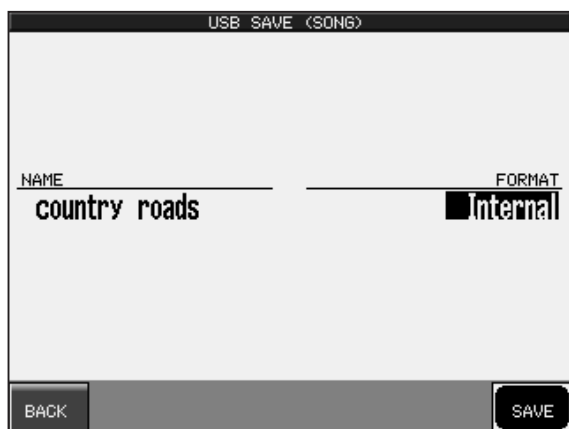 USB SAVE (SONG)
NAME
FORMAT
country roads
Internal
BACK
SAVE